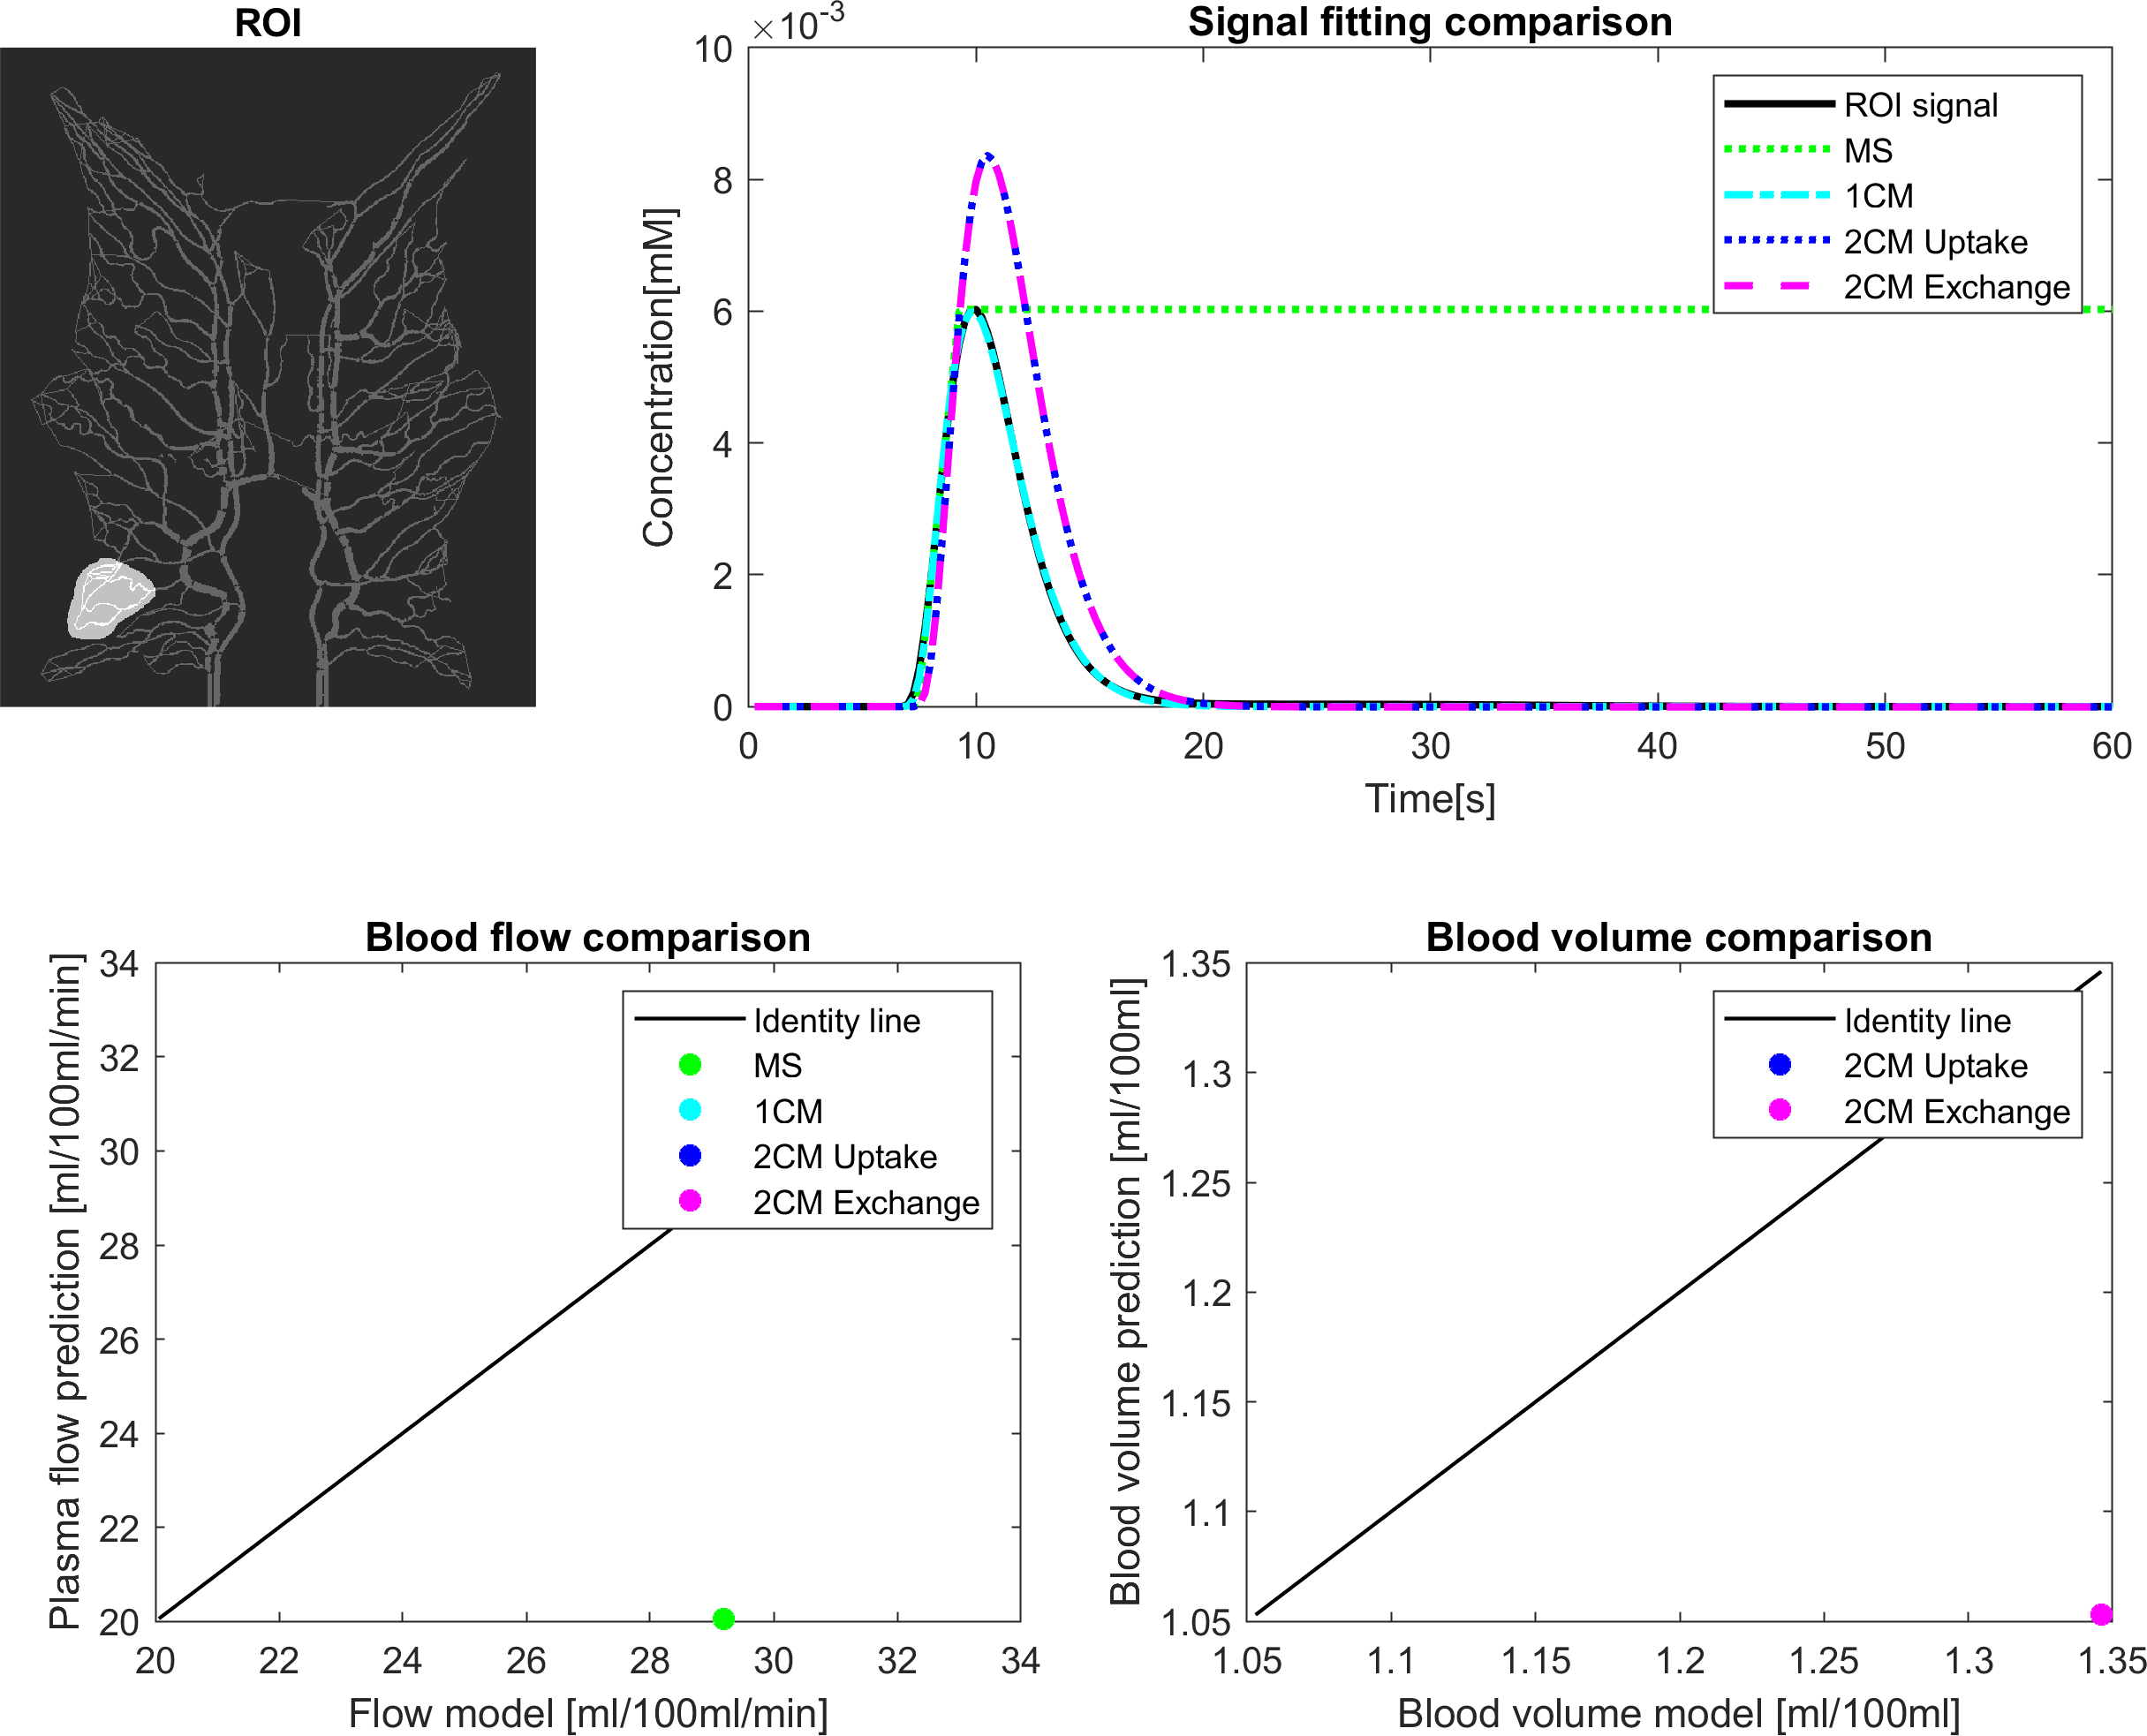 ROI
Signal fitting comparison
×10-3
10
8
6
4
2
0
Concentration[mM]
0 10 20 30 40 50 60
Time[s]
ROI signal
MS
1CM
2CM Uptake
2CM Exchange
Blood flow comparison
34
32
30
28
26
24
22
20
Plasma flow prediction [ml/100ml/min]
20 22 24 26 28 30 32 34
Flow model [ml/100ml/min]
Identity line
MS
1CM
2CM Uptake
2CM Exchange
Blood volume comparison
1.35
1.3
1.25
1.2
1.15
1.1
1.05
Blood volume prediction [ml/100ml]
1.05 1.1 1.15 1.2 1.25 1.3 1.35
Blood volume model [ml/100ml]
Identity line
2CM Uptake
2CM Exchange